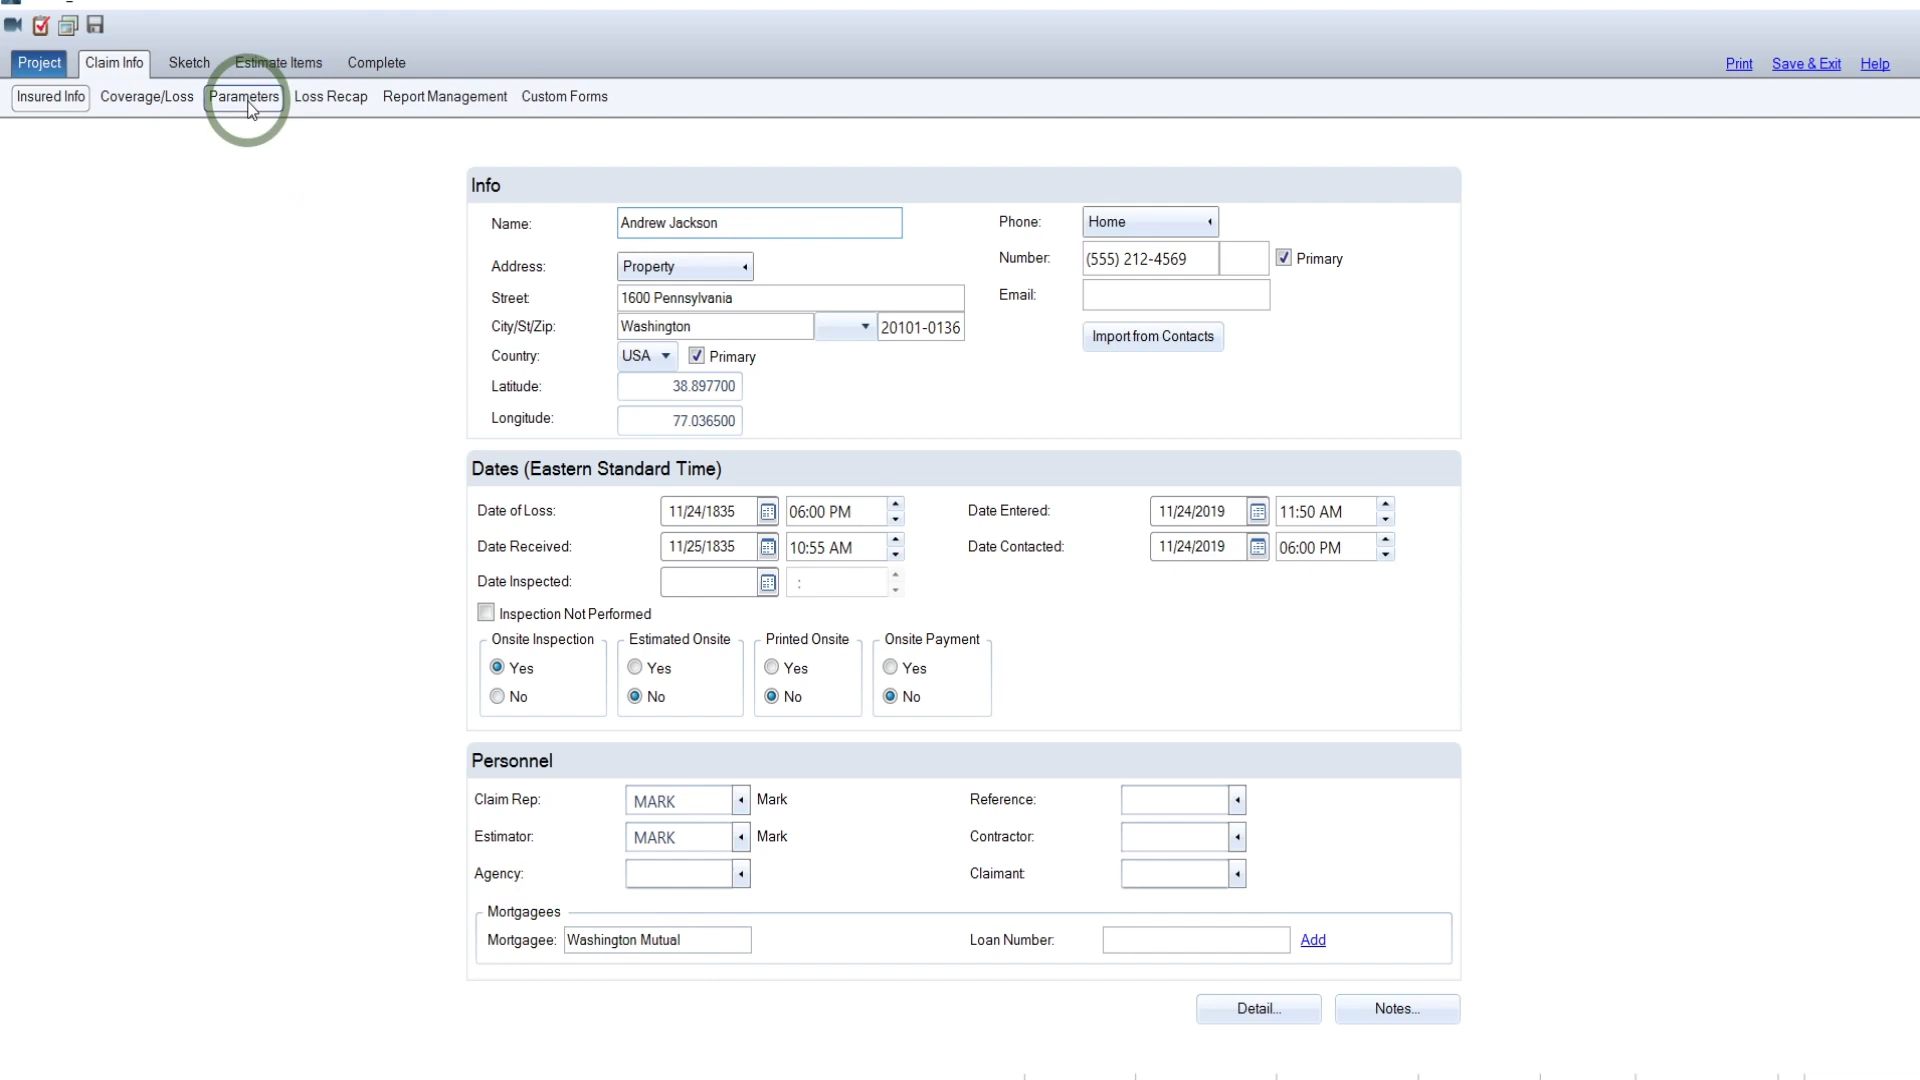 Project Claim Info Sketch Estimate Items Complete Print Save & Exit Help
Insured Info Coverage/Loss Parameters Loss Recap Report Management Custom Forms
Info
Name: Andrew Jackson Phone: Home
Address: Property Number: (555) 212-4569 Primary
Street: 1600 Pennsylvania Email:
City/St/Zip: Washington 20101-0136
Import from Contacts
Country: USA Primary
Latitude: 38.897700
Longitude: 77.036500
Dates (Eastern Standard Time)
Date of Loss: 11/24/1835 06:00 PM Date Entered: 11/24/2019 11:50 AM
Date Received: 11/25/1835 10:55 AM Date Contacted: 11/24/2019 06:00 PM
Date Inspected: :
Inspection Not Performed
Onsite Inspection Estimated Onsite Printed Onsite Onsite Payment
Yes Yes Yes Yes
No No No No
Personnel
Claim Rep: MARK Mark Reference:
Estimator: MARK Mark Contractor:
Agency: Claimant:
Mortgagees
Mortgagee: Washington Mutual Loan Number: Add
Detail... Notes...